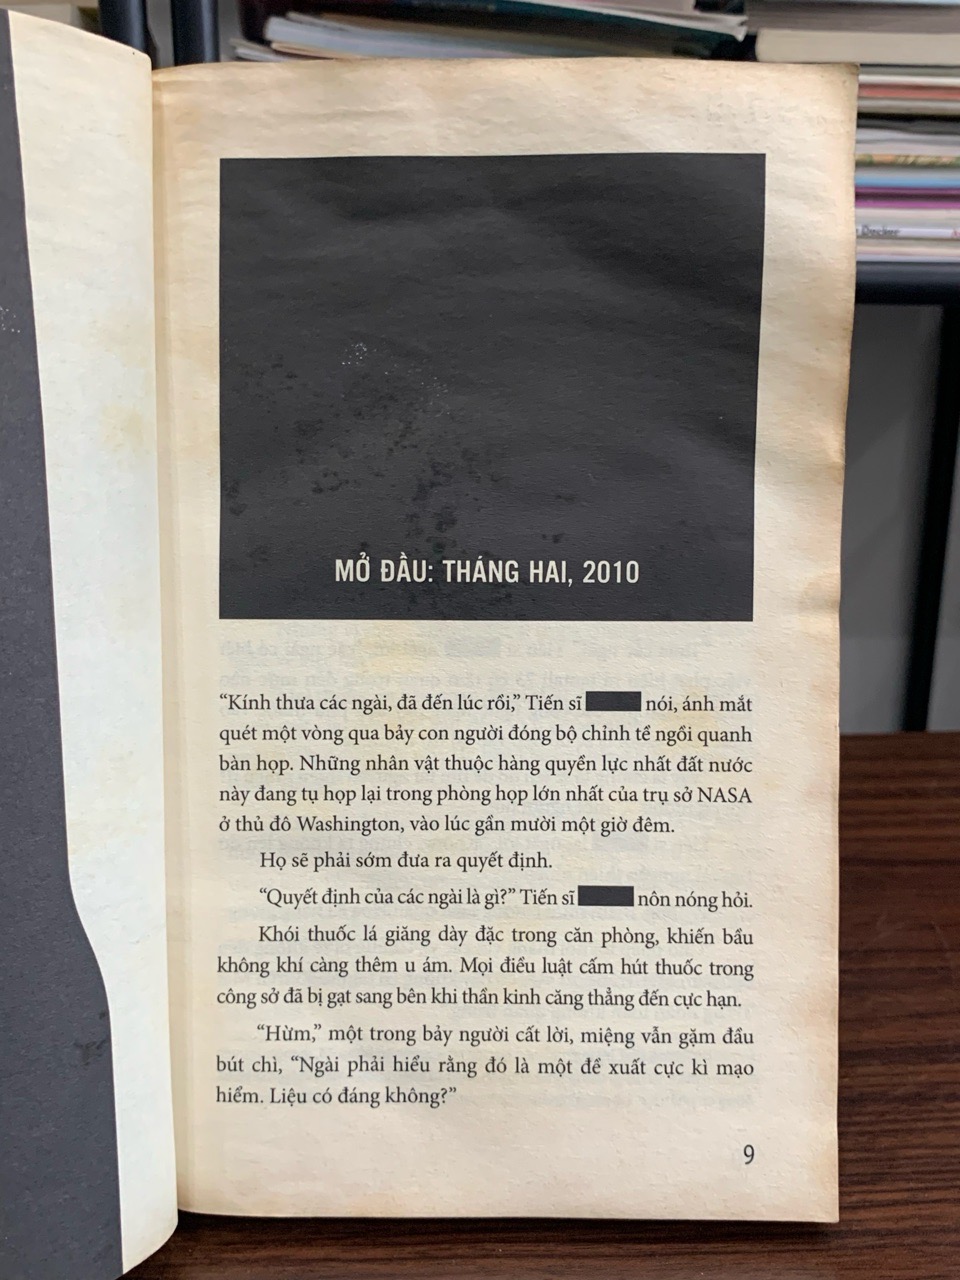 MỞ ĐẦU: THÁNG HAI, 2010
“Kính thưa các ngài, đã đến lúc rồi,” Tiến sĩ nói, ánh mắt
quét một vòng qua bảy con người đóng bộ chỉnh tề ngồi quanh
bàn họp. Những nhân vật thuộc hàng quyền lực nhất đất nước
này đang tụ họp lại trong phòng họp lớn nhất của trụ sở NASA
ở thủ đô Washington, vào lúc gần mười một giờ đêm.
Họ sẽ phải sớm đưa ra quyết định.
“Quyết định của các ngài là gì?” Tiến sĩ nôn nóng hỏi.
Khói thuốc lá giăng dày đặc trong căn phòng, khiến bầu
không khí càng thêm u ám. Mọi điều luật cấm hút thuốc trong
công sở đã bị gạt sang bên khi thần kinh căng thẳng đến cực hạn.
“Hừm,” một trong bảy người cất lời, miệng vẫn gặm đầu
bút chì, “Ngài phải hiểu rằng đó là một đề xuất cực kì mạo
hiểm. Liệu có đáng không?”
9
Decker